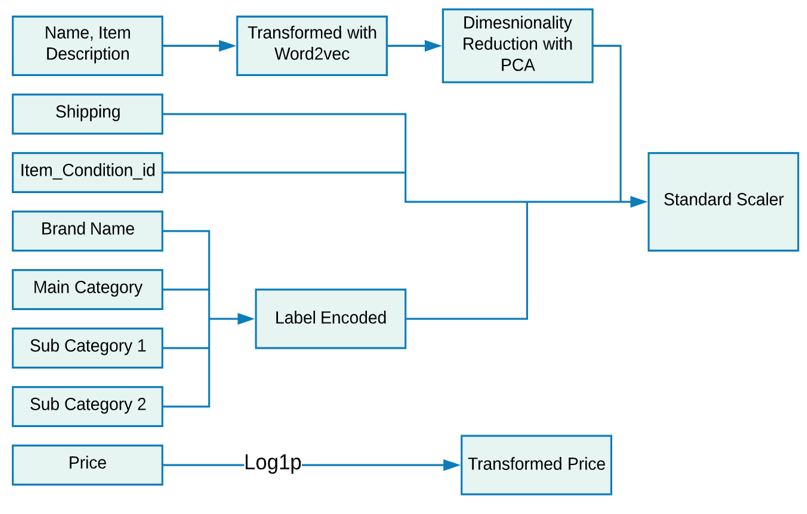 Name, Item
Description
Transformed with
Word2vec
Dimesnionality
Reduction with
PCA
Shipping
Item_Condition_id
Standard Scaler
Brand Name
Main Category
Label Encoded
Sub Category 1
Sub Category 2
Price
Log1p
Transformed Price